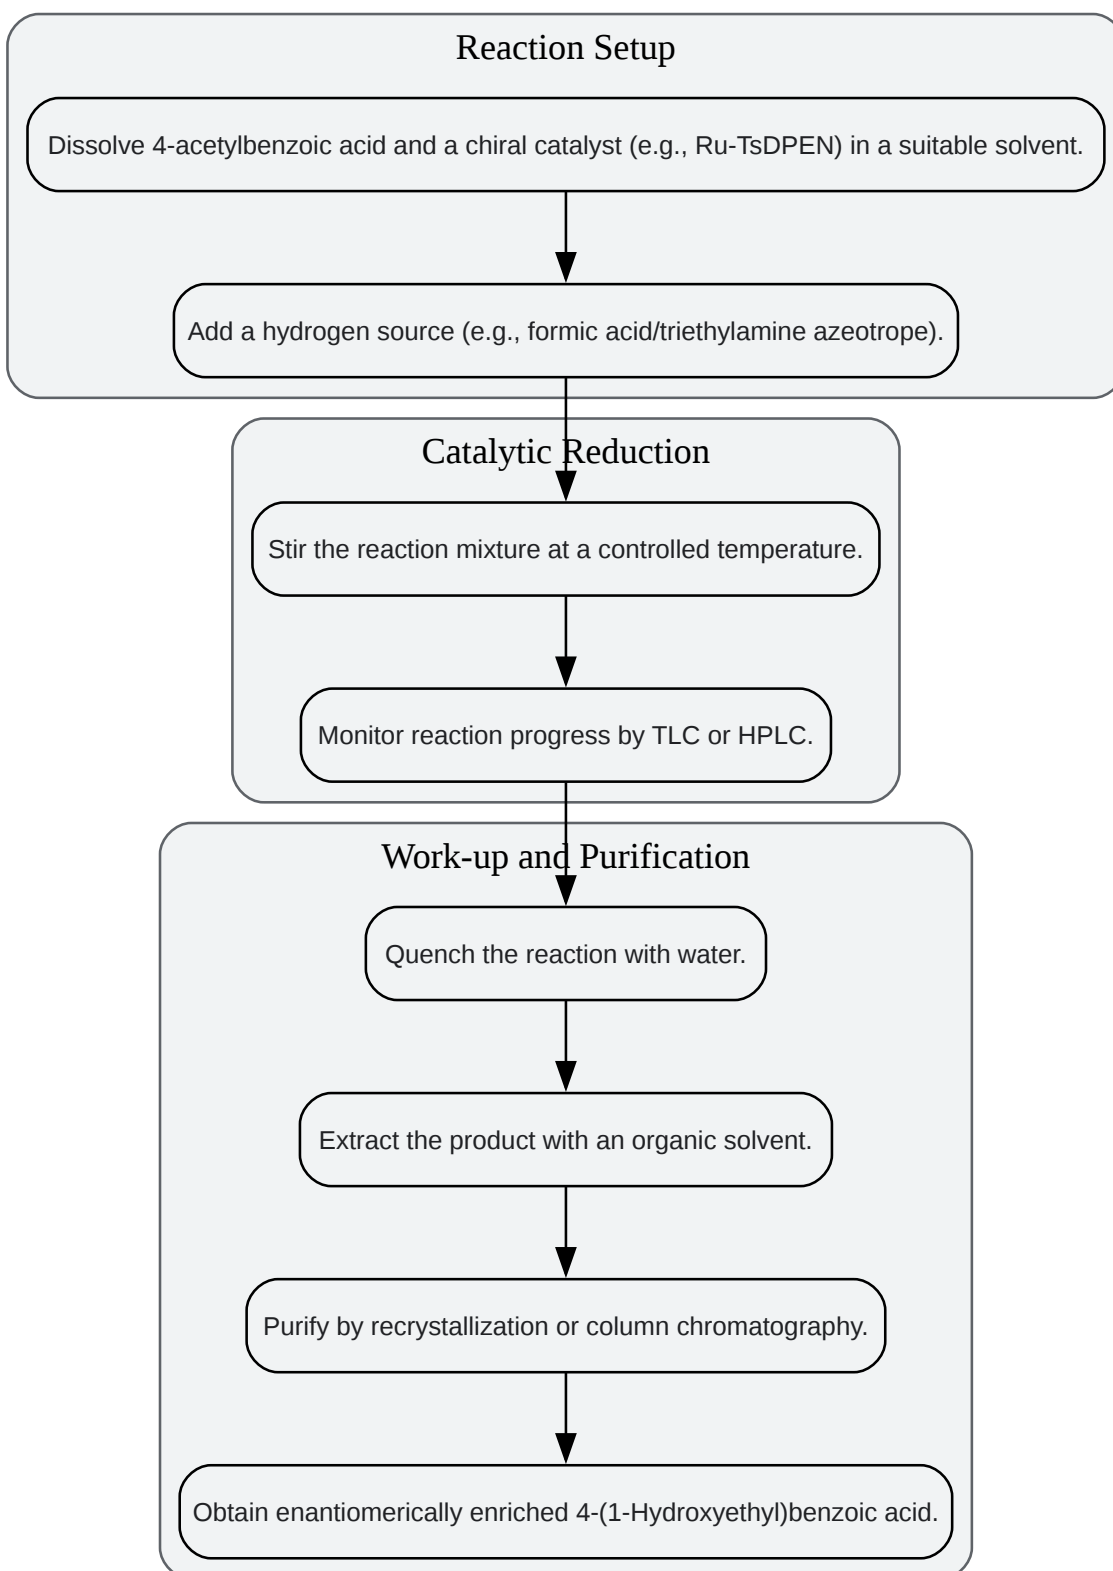 Reaction Setup
Dissolve 4-acetylbenzoic acid and a chiral catalyst (e.g., Ru-TsDPEN) in a suitable solvent.
Add a hydrogen source (e.g., formic acid/triethylamine azeotrope).
Catalytic Reduction
Stir the reaction mixture at a controlled temperature.
Monitor reaction progress by TLC or HPLC.
Work-up and Purification
Quench the reaction with water.
Extract the product with an organic solvent.
Purify by recrystallization or column chromatography.
Obtain enantiomerically enriched 4-(1-Hydroxyethyl)benzoic acid.